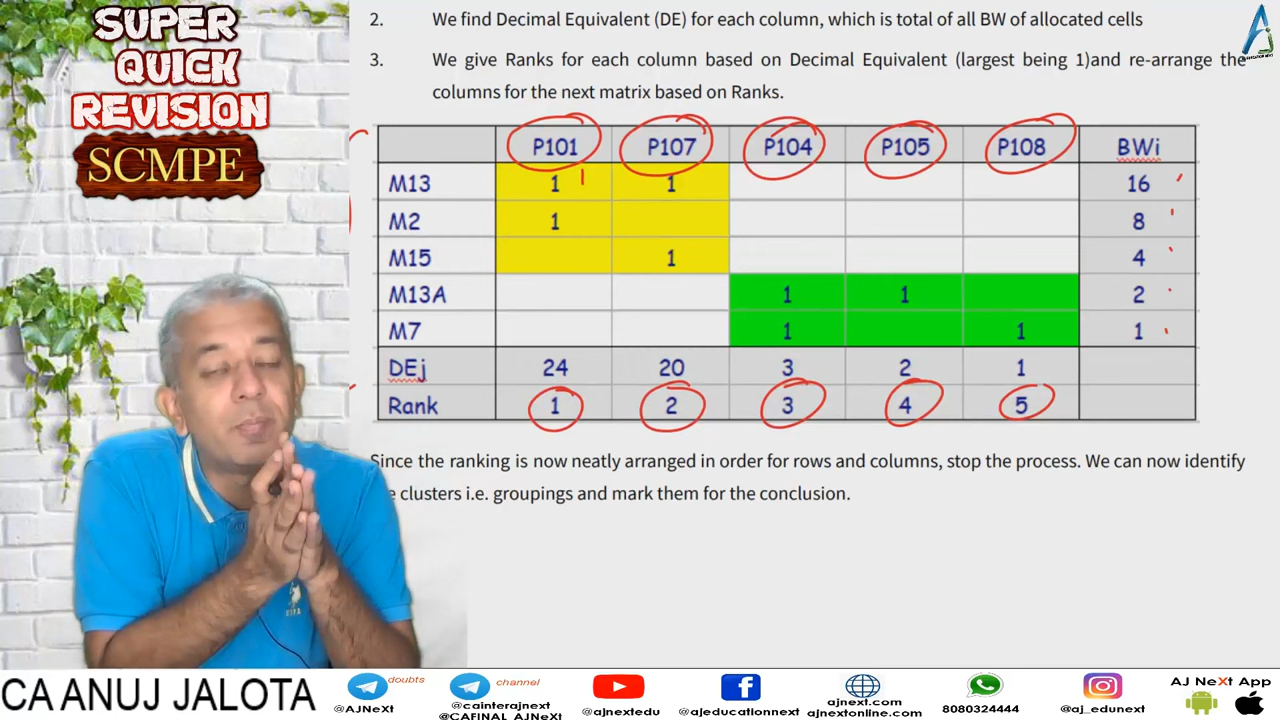 SUPER
QUICK
REVISION
SCMPE
2. We find Decimal Equivalent (DE) for each column, which is total of all BW of allocated cells
3. We give Ranks for each column based on Decimal Equivalent (largest being 1)and re-arrange the
columns for the next matrix based on Ranks.
P101 P107 P104 P105 P108 BWi
M13 1 1 16
M2 1 8
M15 1 4
M13A 1 1 2
M7 1 1 1
DEj 24 20 3 2 1
Rank 1 2 3 4 5
Since the ranking is now neatly arranged in order for rows and columns, stop the process. We can now identify
clusters i.e. groupings and mark them for the conclusion.
CA ANUJ JALOTA
doubts
@AJNeXt
channel
@cainterajnext
@CAFINAL_AJNeXt
@ajnextedu
@ajeducationnext
ajnext.com
ajnextonline.com
8080324444
@aj_edunext
AJ NeXt App